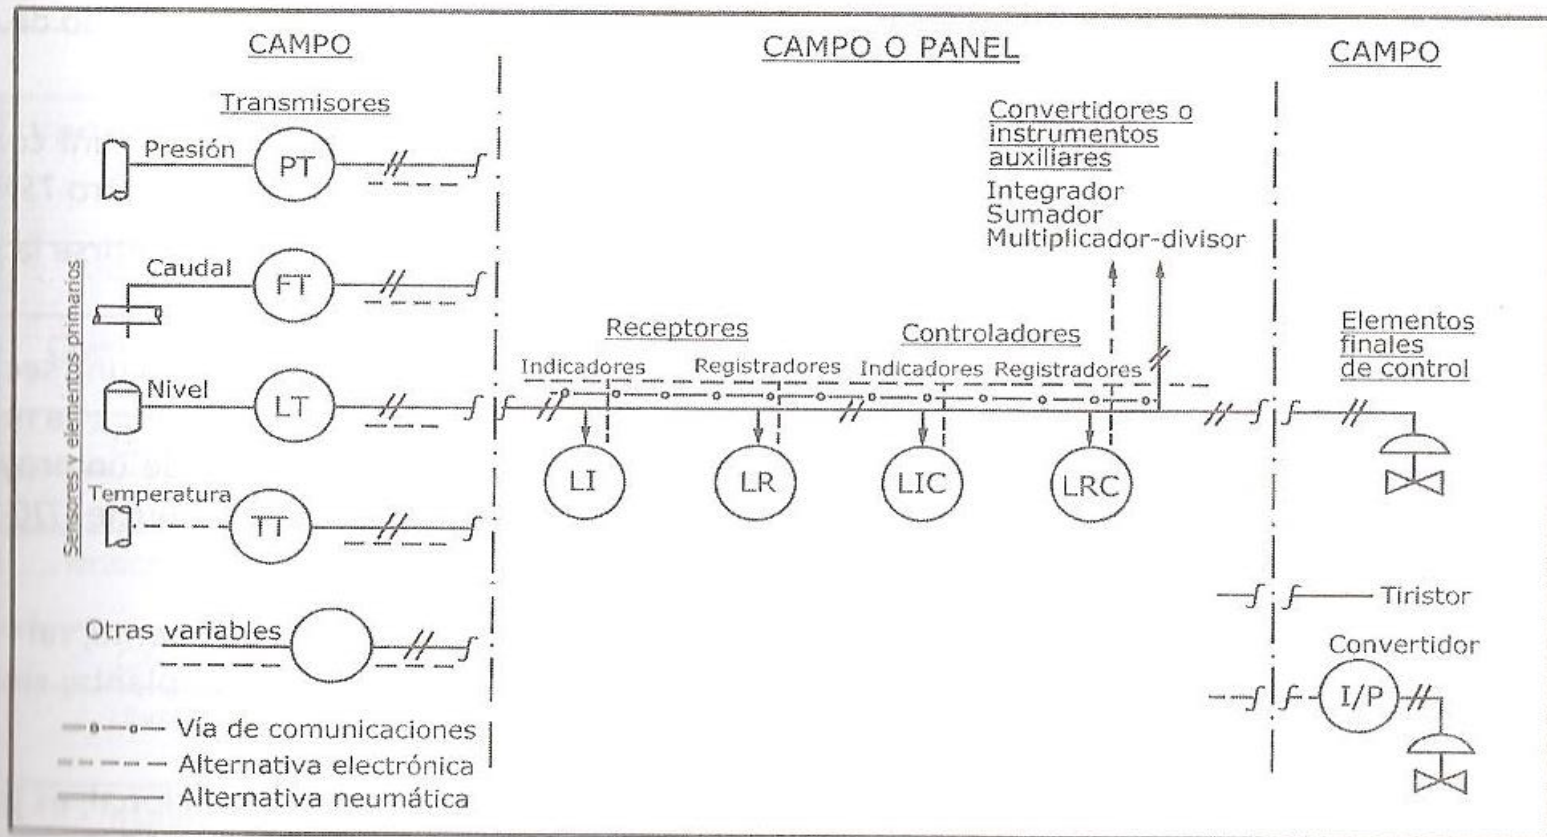 CAMPO
CAMPO O PANEL
CAMPO
Transmisores
Presión
PT
Caudal
FT
Nivel
LT
Temperatura
TT
Otras variables
Sensores y elementos primarios
Convertidores o
instrumentos
auxiliares
Integrador
Sumador
Multiplicador-divisor
Receptores
Controladores
Indicadores
Registradores
Indicadores
Registradores
LI
LR
LIC
LRC
Elementos
finales
de control
Tiristor
Convertidor
I/P
Vía de comunicaciones
Alternativa electrónica
Alternativa neumática